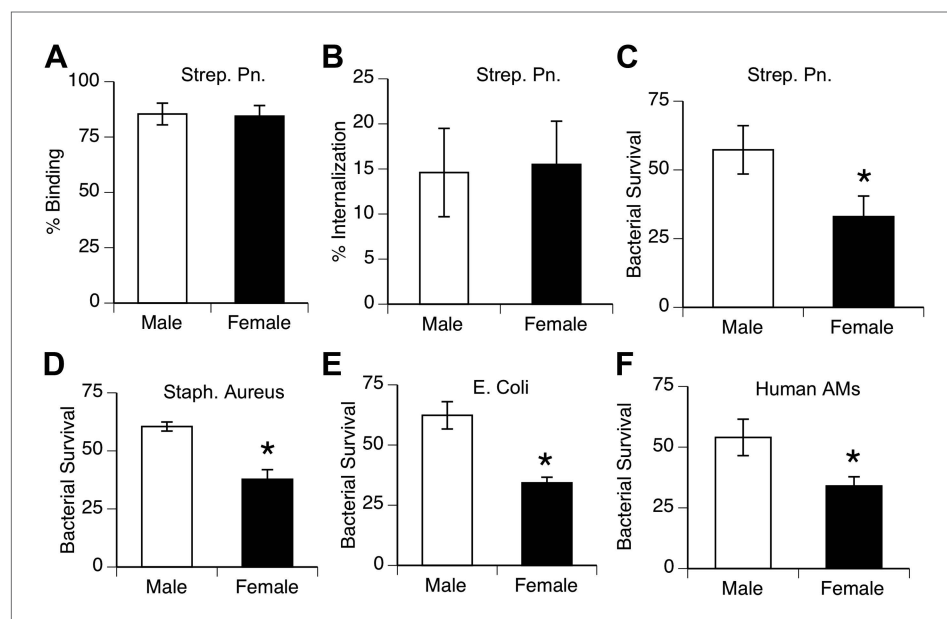 A
Strep. Pn.
% Binding
100
75
50
25
0
Male Female
B
Strep. Pn.
% Internalization
25
20
15
10
5
0
Male Female
C
Strep. Pn.
Bacterial Survival
75
50
25
0
Male Female
*
D
Staph. Aureus
Bacterial Survival
75
50
25
0
Male Female
*
E
E. Coli
Bacterial Survival
75
50
25
0
Male Female
*
F
Human AMs
Bacterial Survival
75
50
25
0
Male Female
*